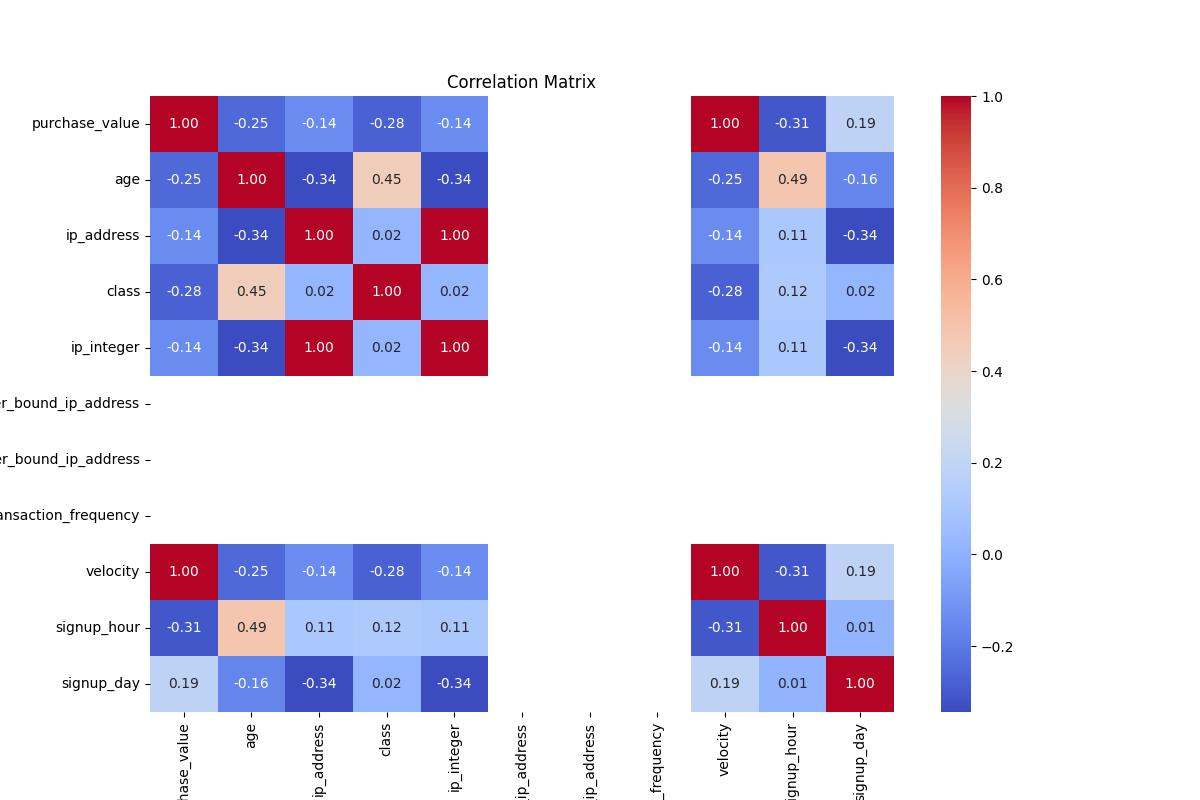 Correlation Matrix
purchase_value 1.00 -0.25 -0.14 -0.28 -0.14 1.00 -0.31 0.19
age -0.25 1.00 -0.34 0.45 -0.34 -0.25 0.49 -0.16
ip_address -0.14 -0.34 1.00 0.02 1.00 -0.14 0.11 -0.34
class -0.28 0.45 0.02 1.00 0.02 -0.28 0.12 0.02
ip_integer -0.14 -0.34 1.00 0.02 1.00 -0.14 0.11 -0.34
er_bound_ip_address
er_bound_ip_address
ansaction_frequency
velocity 1.00 -0.25 -0.14 -0.28 -0.14 1.00 -0.31 0.19
signup_hour -0.31 0.49 0.11 0.12 0.11 -0.31 1.00 0.01
signup_day 0.19 -0.16 -0.34 0.02 -0.34 0.19 0.01 1.00
hase_value
age
ip_address
class
ip_integer
ip_address
ip_address
_frequency
velocity
ignup_hour
signup_day
1.0
0.8
0.6
0.4
0.2
0.0
−0.2